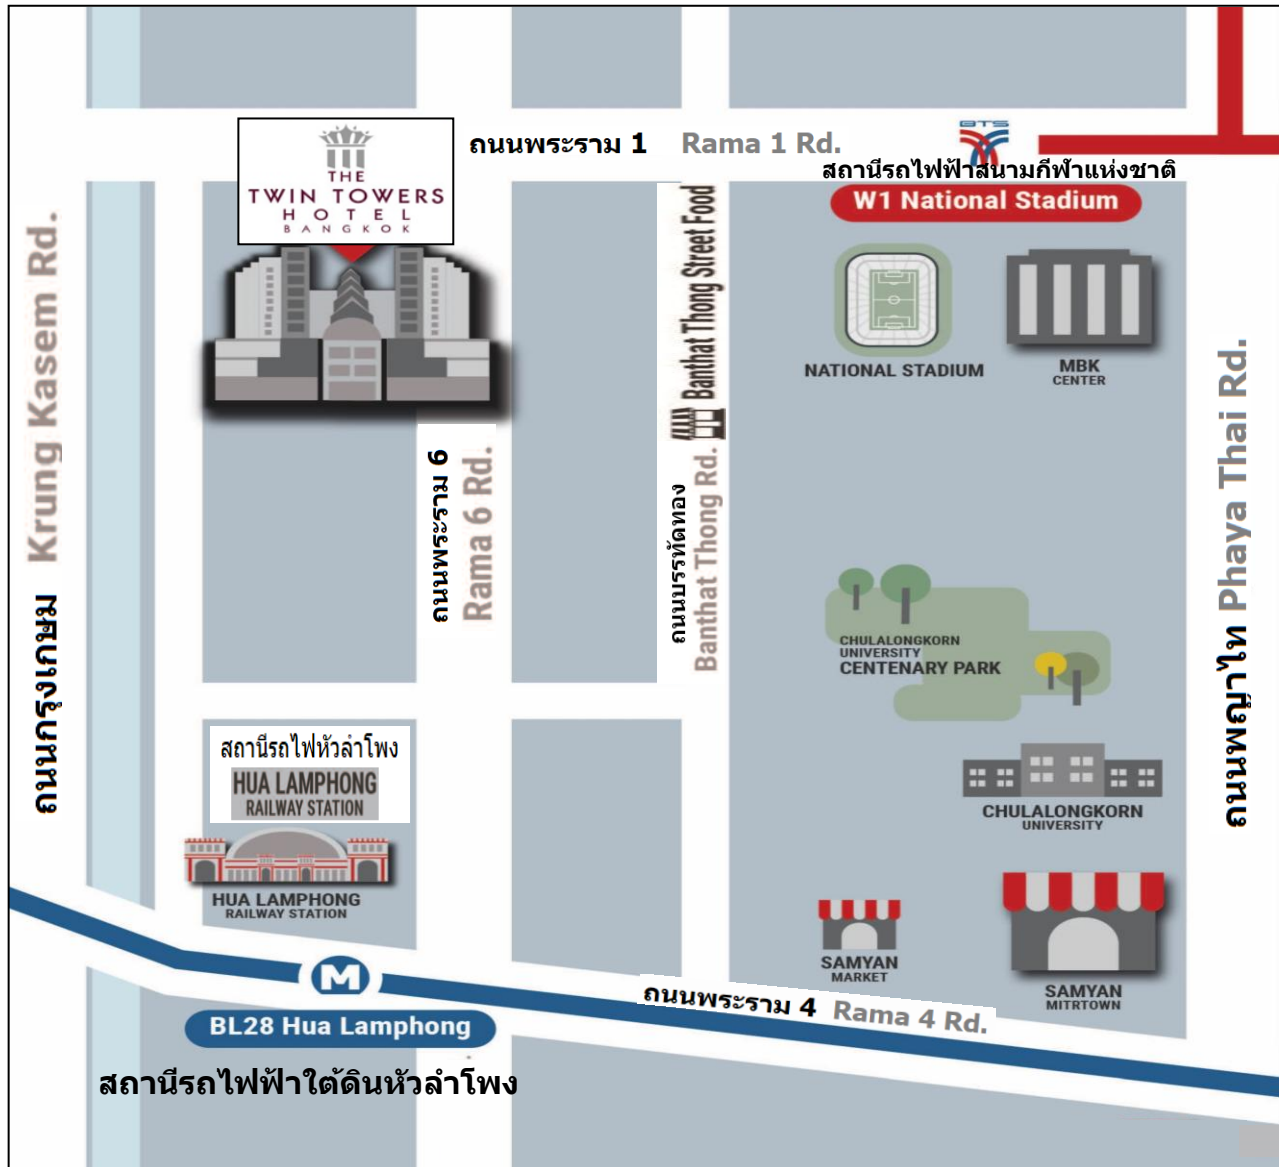 THE
TWIN TOWERS
HOTEL
BANGKOK
ถนนพระราม 1 Rama 1 Rd.
BTS
สถานีรถไฟฟ้าสนามกีฬาแห่งชาติ
W1 National Stadium
NATIONAL STADIUM
MBK
CENTER
ถนนกรุงเกษม Krung Kasem Rd.
ถนนพระราม 6
Rama 6 Rd.
Banthat Thong Street Food
ถนนบรรทัดทอง
Banthat Thong Rd.
ถนนพญาไท Phaya Thai Rd.
CHULALONGKORN
UNIVERSITY
CENTENARY PARK
CHULALONGKORN
UNIVERSITY
สถานีรถไฟหัวลำโพง
HUA LAMPHONG
RAILWAY STATION
HUA LAMPHONG
RAILWAY STATION
SAMYAN
MARKET
SAMYAN
MITRTOWN
M
ถนนพระราม 4 Rama 4 Rd.
BL28 Hua Lamphong
สถานีรถไฟฟ้าใต้ดินหัวลำโพง